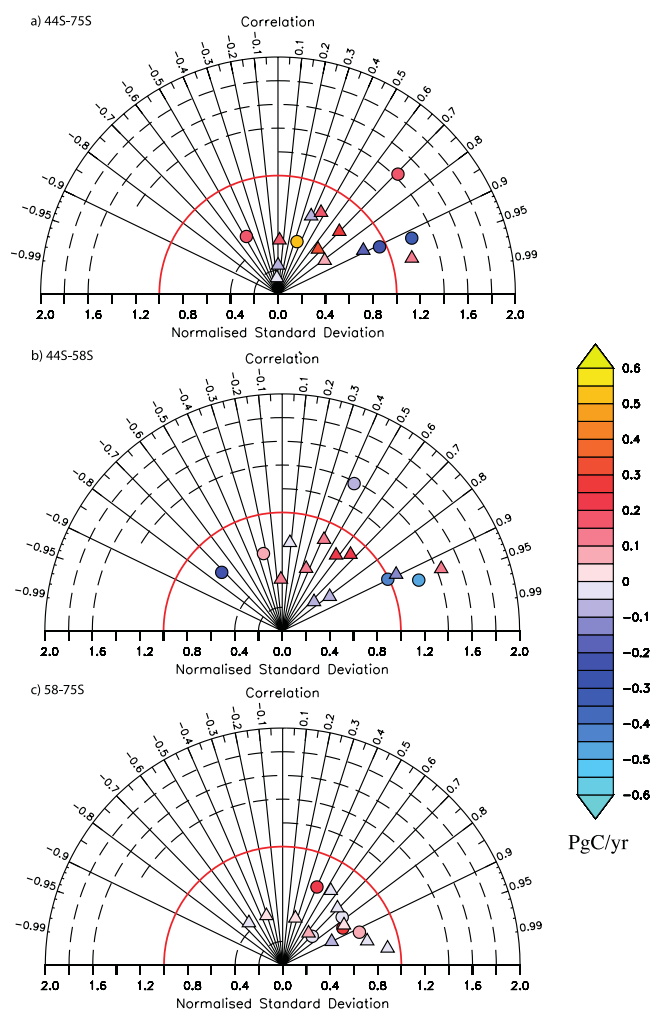 a) 44S-75S
Correlation
-0.99 -0.95 -0.9 -0.8 -0.7 -0.6 -0.5 -0.4 -0.3 -0.2 -0.1 0.1 0.2 0.3 0.4 0.5 0.6 0.7 0.8 0.9 0.95 0.99
2.0 1.6 1.2 0.8 0.4 0.0 0.4 0.8 1.2 1.6 2.0
Normalised Standard Deviation
b) 44S-58S
Correlation
-0.99 -0.95 -0.9 -0.8 -0.7 -0.6 -0.5 -0.4 -0.3 -0.2 -0.1 0.1 0.2 0.3 0.4 0.5 0.6 0.7 0.8 0.9 0.95 0.99
2.0 1.6 1.2 0.8 0.4 0.0 0.4 0.8 1.2 1.6 2.0
Normalised Standard Deviation
c) 58-75S
Correlation
-0.99 -0.95 -0.9 -0.8 -0.7 -0.6 -0.5 -0.4 -0.3 -0.2 -0.1 0.1 0.2 0.3 0.4 0.5 0.6 0.7 0.8 0.9 0.95 0.99
2.0 1.6 1.2 0.8 0.4 0.0 0.4 0.8 1.2 1.6 2.0
Normalised Standard Deviation
0.6
0.5
0.4
0.3
0.2
0.1
0
-0.1
-0.2
-0.3
-0.4
-0.5
-0.6
PgC/yr